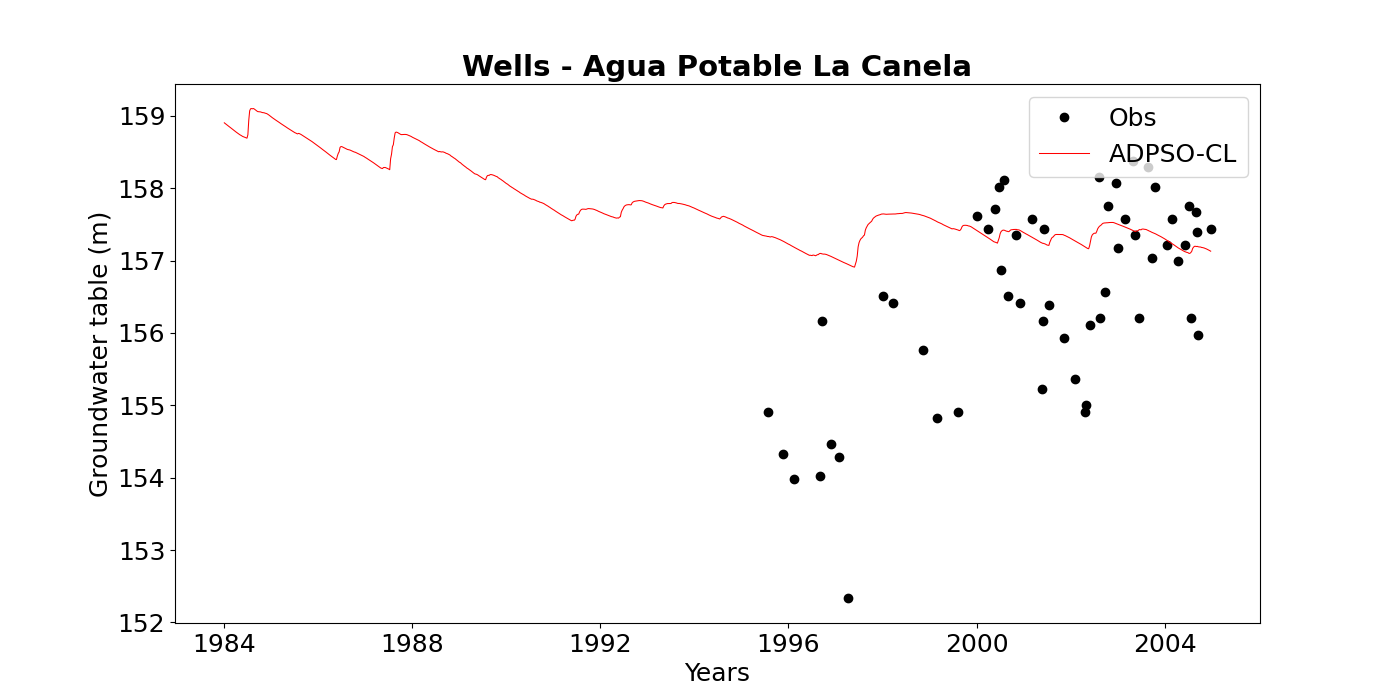 Wells - Agua Potable La Canela
Obs
ADPSO-CL
159
158
157
156
155
154
153
152
Groundwater table (m)
1984 1988 1992 1996 2000 2004
Years